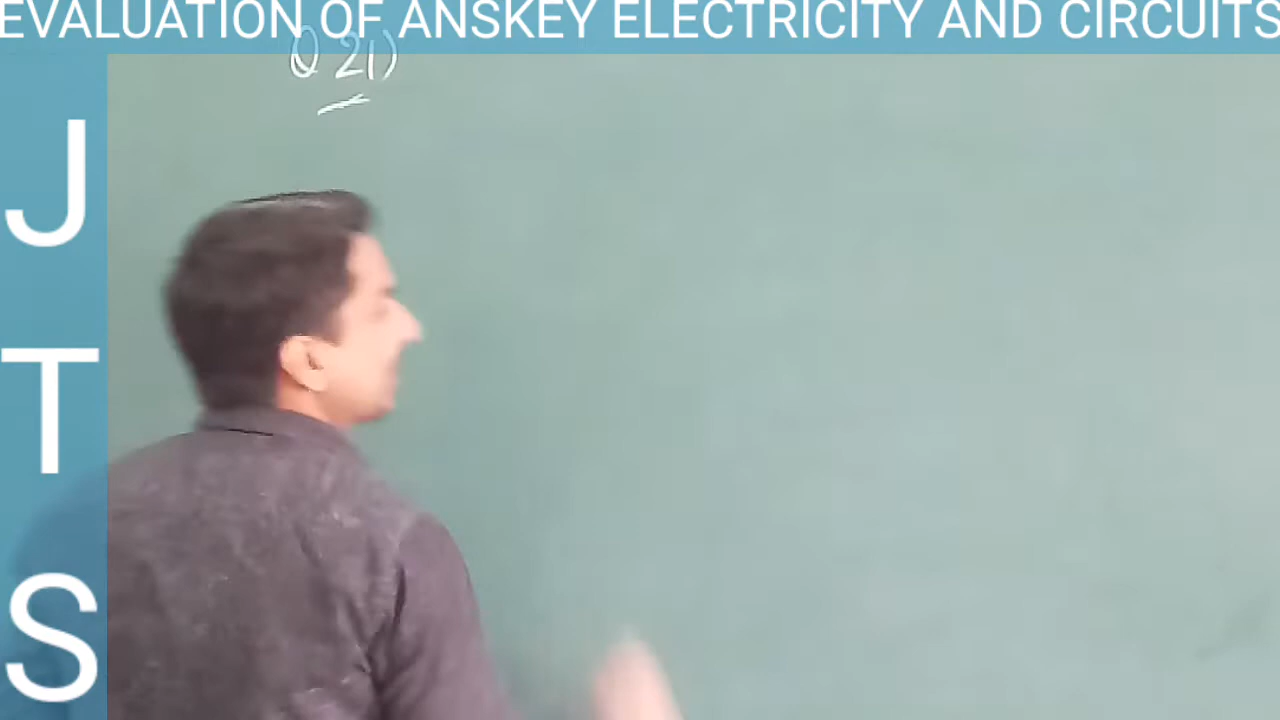 EVALUATION OF ANSKEY ELECTRICITY AND CIRCUITS
Q 21)
J
T
S